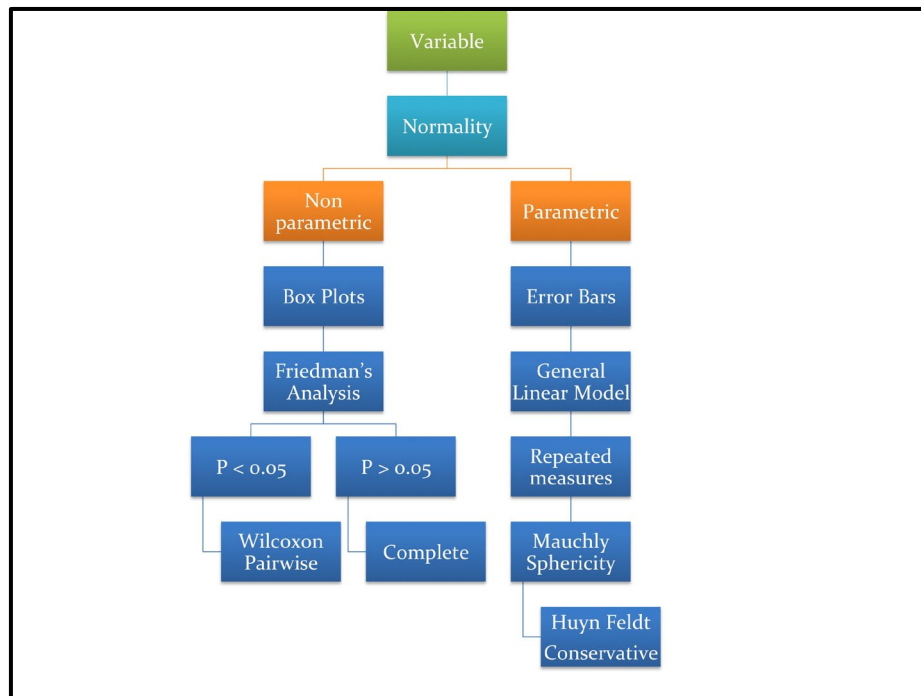 Variable
Normality
Non
parametric
Parametric
Box Plots
Error Bars
Friedman's
Analysis
General
Linear Model
P < 0.05
P > 0.05
Repeated
measures
Wilcoxon
Pairwise
Complete
Mauchly
Sphericity
Huyn Feldt
Conservative